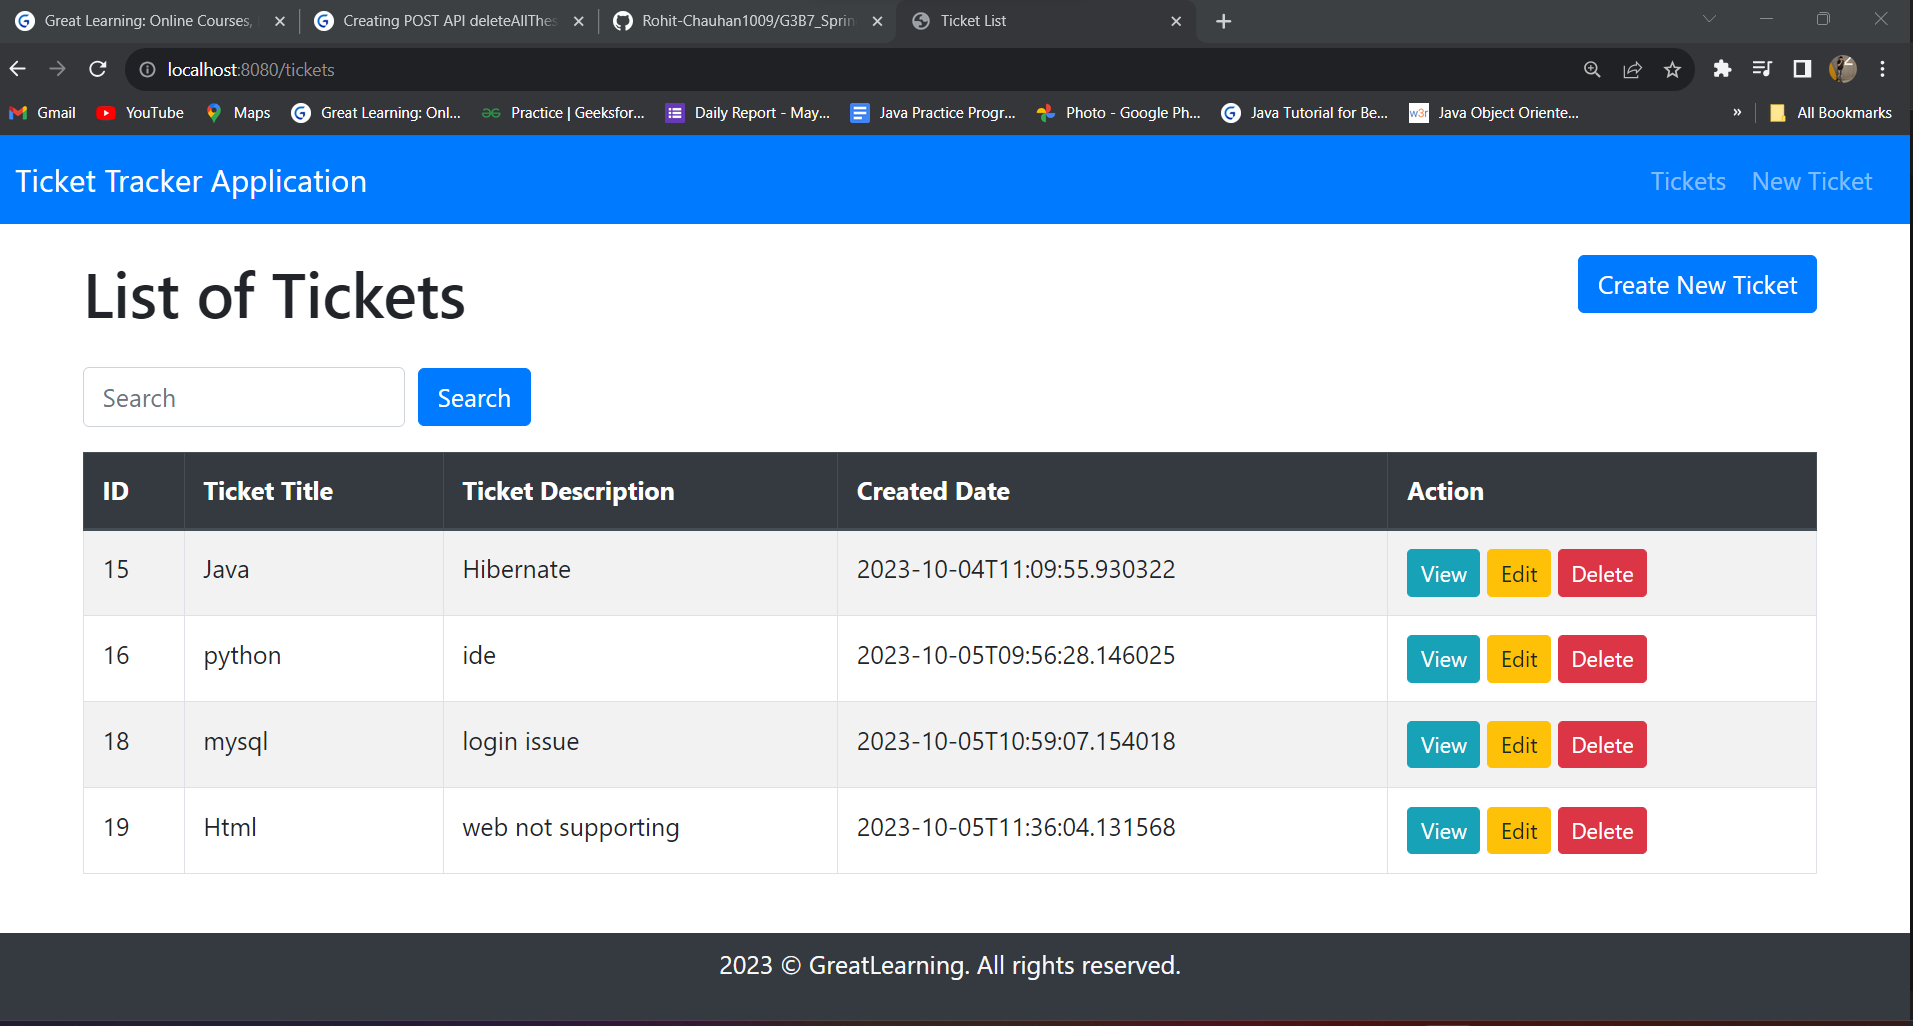 Great Learning: Online Courses,
Creating POST API deleteAllThes
Rohit-Chauhan1009/G3B7_Sprin
Ticket List
localhost:8080/tickets
Gmail
YouTube
Maps
Great Learning: Onl...
Practice | Geeksfor...
Daily Report - May...
Java Practice Progr...
Photo - Google Ph...
Java Tutorial for Be...
w3r
Java Object Oriente...
»
All Bookmarks
Ticket Tracker Application
Tickets
New Ticket
List of Tickets
Create New Ticket
Search
Search
ID Ticket Title Ticket Description Created Date Action
15 Java Hibernate 2023-10-04T11:09:55.930322 View Edit Delete
16 python ide 2023-10-05T09:56:28.146025 View Edit Delete
18 mysql login issue 2023-10-05T10:59:07.154018 View Edit Delete
19 Html web not supporting 2023-10-05T11:36:04.131568 View Edit Delete
2023 © GreatLearning. All rights reserved.